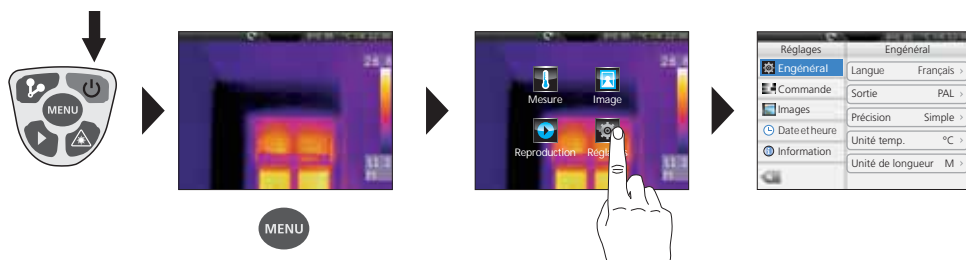 MENU
MENU
Mesure
Image
Reproduction
Réglages
Engénéral
Langue Français >
Engénéral
Commande
Sortie PAL >
Images
Précision Simple >
Date et heure
Unité temp. °C >
Information
Unité de longueur M >